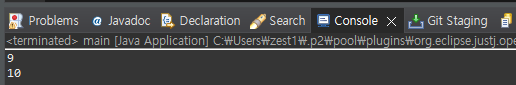 Problems @ Javadoc Declaration Search Console Git Staging
<terminated> main [Java Application] C:₩Users₩zest1₩.p2₩pool₩plugins₩org.eclipse.justj.ope
9
10